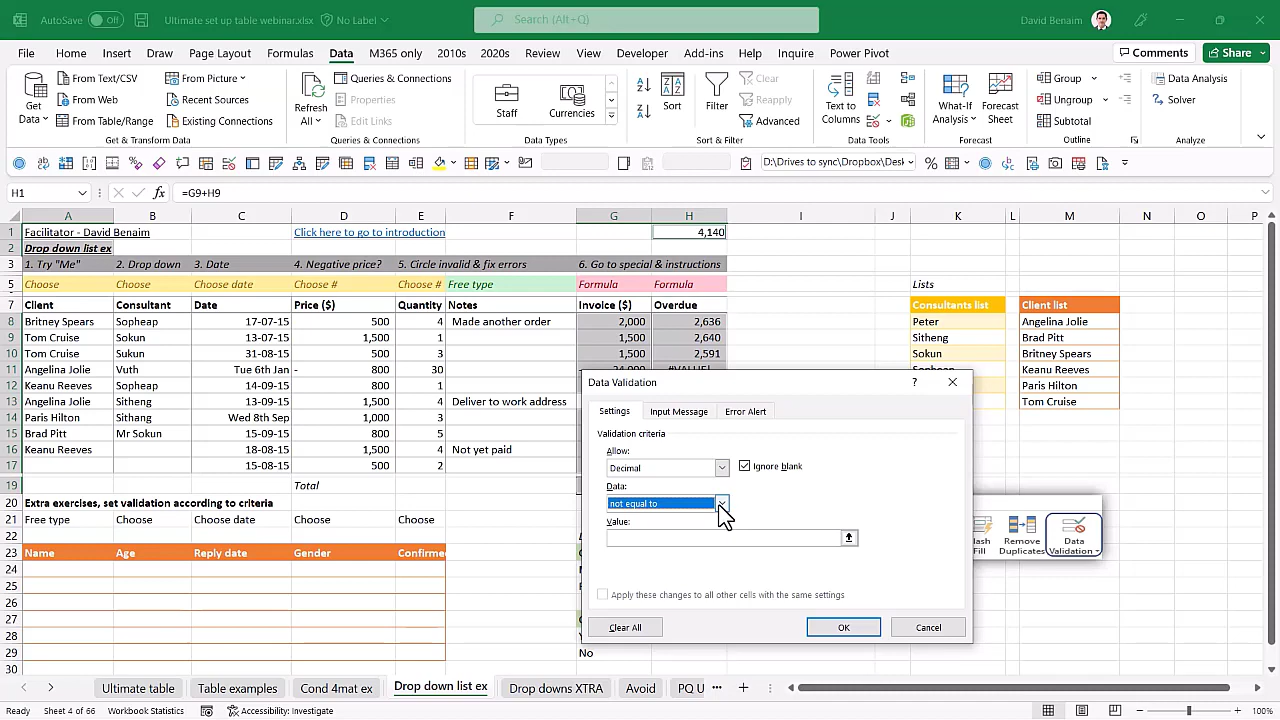 AutoSave Off Ultimate set up table webinar.xlsx No Label Search (Alt+Q) David Benaim
File Home Insert Draw Page Layout Formulas Data M365 only 2010s 2020s Review View Developer Add-ins Help Inquire Power Pivot Comments Share
Get Data From Text/CSV From Picture Refresh All Queries & Connections Staff Currencies Sort Filter Clear Text to Columns What-If Analysis Forecast Sheet Group Data Analysis
From Web Recent Sources Properties Reapply Ungroup Solver
From Table/Range Existing Connections Edit Links Advanced Subtotal
Get & Transform Data Queries & Connections Data Types Sort & Filter Data Tools Forecast Outline Analyze
D:\Drives to sync\Dropbox\Desk
H1 fx =G9+H9
A B C D E F G H I J K L M N O P
1 Facilitator - David Benaim Click here to go to introduction 4,140
2 Drop down list ex
3 1. Try "Me" 2. Drop down 3. Date 4. Negative price? 5. Circle invalid & fix errors 6. Go to special & instructions
5 Choose Choose Choose date Choose # Choose # Free type Formula Formula Lists
7 Client Consultant Date Price ($) Quantity Notes Invoice ($) Overdue Consultants list Client list
8 Britney Spears Sopheap 17-07-15 500 4 Made another order 2,000 2,636 Peter Angelina Jolie
9 Tom Cruise Sokun 13-07-15 1,500 1 1,500 2,640 Sitheng Brad Pitt
10 Tom Cruise Sukun 31-08-15 500 3 1,500 2,591 Sokun Britney Spears
11 Angelina Jolie Vuth Tue 6th Jan - 800 30 Keanu Reeves
12 Keanu Reeves Sopheap 14-09-15 800 1 Paris Hilton
13 Angelina Jolie Sitheng 13-07-15 1,500 4 Deliver to work address Tom Cruise
14 Paris Hilton Sithang Wed 8th Sep 1,000 3
15 Brad Pitt Mr Sokun 15-09-15 800 5
16 Keanu Reeves 18-08-15 1,500 4 Not yet paid
17 15-08-15 500 2
19 Total
20 Extra exercises, set validation according to criteria
21 Free type Choose Choose date Choose Choose
22
23 Name Age Reply date Gender Confirmed
24
25
26
27
28
29 No
30
Data Validation ?
Settings Input Message Error Alert
Validation criteria
Allow:
Decimal Ignore blank
Data:
not equal to
Value:
Apply these changes to all other cells with the same settings
Clear All OK Cancel
Remove Duplicates Data Validation
Fill
Ultimate table Table examples Cond 4mat ex Drop down list ex Drop downs XTRA Avoid PQ U ...
Ready Sheet 4 of 66 Workbook Statistics Accessibility: Investigate 100%